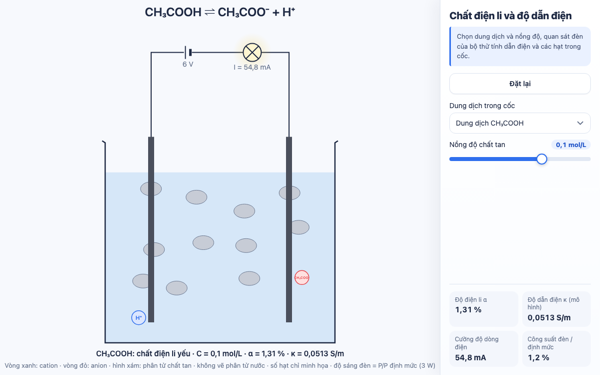 CH₃COOH ⇌ CH₃COO⁻ + H⁺
6 V
I = 54,8 mA
H⁺
CH₃COOH: chất điện li yếu · C = 0,1 mol/L · α = 1,31 % · κ = 0,0513 S/m
Vòng xanh: cation · vòng đỏ: anion · hình xám: phân tử chất tan · không vẽ phân tử nước · số hạt chỉ minh họa · độ sáng đèn ∝ P/P định mức (3 W)
Chất điện li và độ dẫn điện
Chọn dung dịch và nồng độ, quan sát đèn
của bộ thử tính dẫn điện và các hạt trong
cốc.
Đặt lại
Dung dịch trong cốc
Dung dịch CH₃COOH
Nồng độ chất tan
0,1 mol/L
Độ điện li α
1,31 %
Độ dẫn điện κ (mô
hình)
0,0513 S/m
Cường độ dòng
điện
54,8 mA
Công suất đèn /
định mức
1,2 %